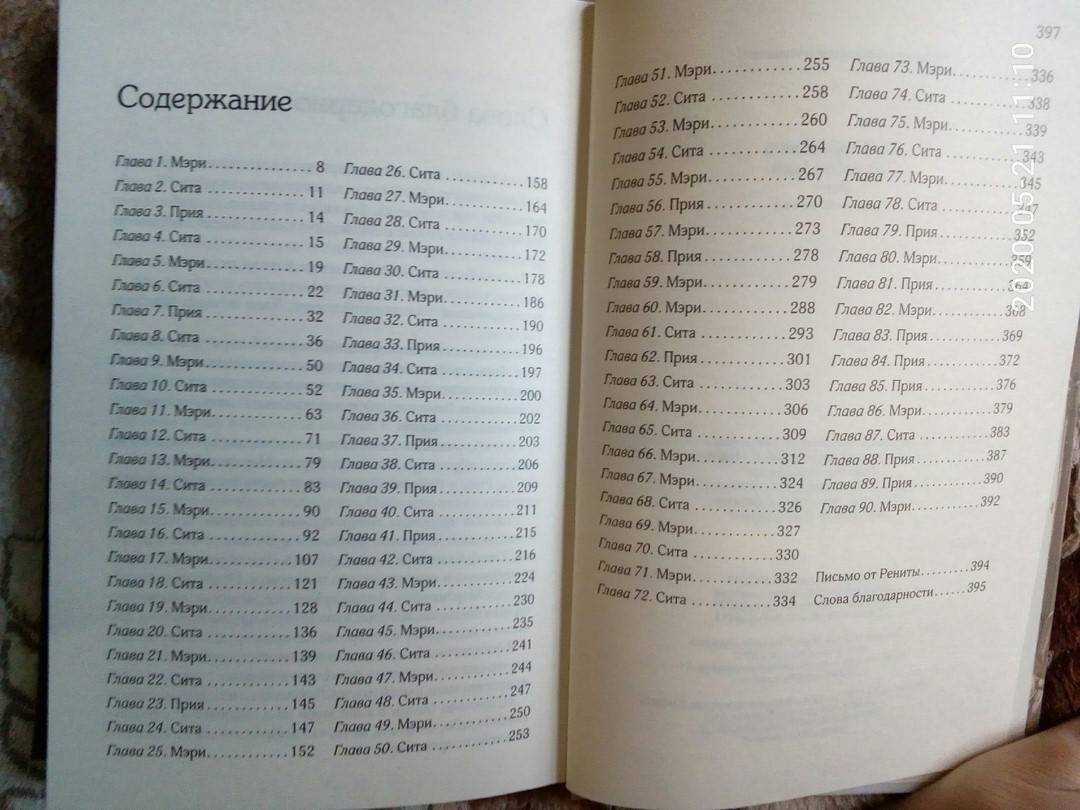 Содержание
Глава 1. Мэри 8
Глава 2. Сита 11
Глава 3. Прия 14
Глава 4. Сита 15
Глава 5. Мэри 19
Глава 6. Сита 22
Глава 7. Прия 32
Глава 8. Сита 36
Глава 9. Мэри 50
Глава 10. Сита 52
Глава 11. Мэри 63
Глава 12. Сита 71
Глава 13. Мэри 79
Глава 14. Сита 83
Глава 15. Мэри 90
Глава 16. Сита 92
Глава 17. Мэри 107
Глава 18. Сита 121
Глава 19. Мэри 128
Глава 20. Сита 136
Глава 21. Мэри 139
Глава 22. Сита 143
Глава 23. Прия 145
Глава 24. Сита 147
Глава 25. Мэри 152
Глава 26. Сита 158
Глава 27. Мэри 164
Глава 28. Сита 170
Глава 29. Мэри 172
Глава 30. Сита 178
Глава 31. Мэри 186
Глава 32. Сита 190
Глава 33. Прия 196
Глава 34. Сита 197
Глава 35. Мэри 200
Глава 36. Сита 202
Глава 37. Прия 203
Глава 38. Сита 206
Глава 39. Прия 209
Глава 40. Сита 211
Глава 41. Прия 215
Глава 42. Сита 216
Глава 43. Мэри 224
Глава 44. Сита 230
Глава 45. Мэри 235
Глава 46. Сита 241
Глава 47. Мэри 244
Глава 48. Сита 247
Глава 49. Мэри 250
Глава 50. Сита 253
397
Глава 51. Мэри 255
Глава 52. Сита 258
Глава 53. Мэри 260
Глава 54. Сита 264
Глава 55. Мэри 267
Глава 56. Прия 270
Глава 57. Мэри 273
Глава 58. Прия 278
Глава 59. Мэри 279
Глава 60. Мэри 288
Глава 61. Сита 293
Глава 62. Прия 301
Глава 63. Сита 303
Глава 64. Мэри 306
Глава 65. Сита 309
Глава 66. Мэри 312
Глава 67. Мэри 324
Глава 68. Сита 326
Глава 69. Мэри 327
Глава 70. Сита 330
Глава 71. Мэри 332
Глава 72. Сита 334
Глава 73. Мэри 336
Глава 74. Сита 338
Глава 75. Мэри 339
Глава 76. Сита 343
Глава 77. Мэри 345
Глава 78. Сита
Глава 79. Прия 352
Глава 80. Мэри 359
Глава 81. Прия 364
Глава 82. Мэри 368
Глава 83. Прия 369
Глава 84. Прия 372
Глава 85. Прия 376
Глава 86. Мэри 379
Глава 87. Сита 383
Глава 88. Прия 387
Глава 89. Прия 390
Глава 90. Мэри 392
Письмо от Рениты 394
Слова благодарности 395
2020.05.21 11:10